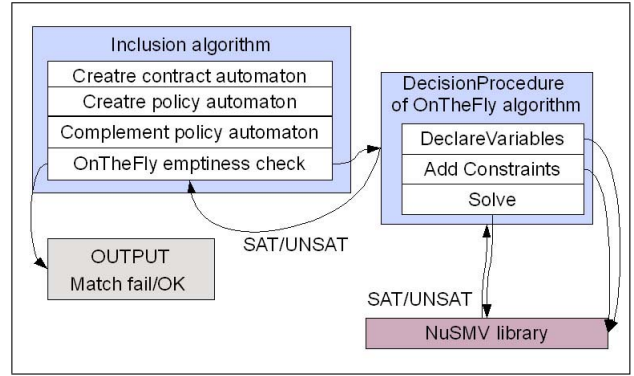 Inclusion algorithm
Creatre contract automaton
Creatre policy automaton
Complement policy automaton
OnTheFly emptiness check
DecisionProcedure
of OnTheFly algorithm
DeclareVariables
Add Constraints
Solve
SAT/UNSAT
OUTPUT
Match fail/OK
SAT/UNSAT
NuSMV library